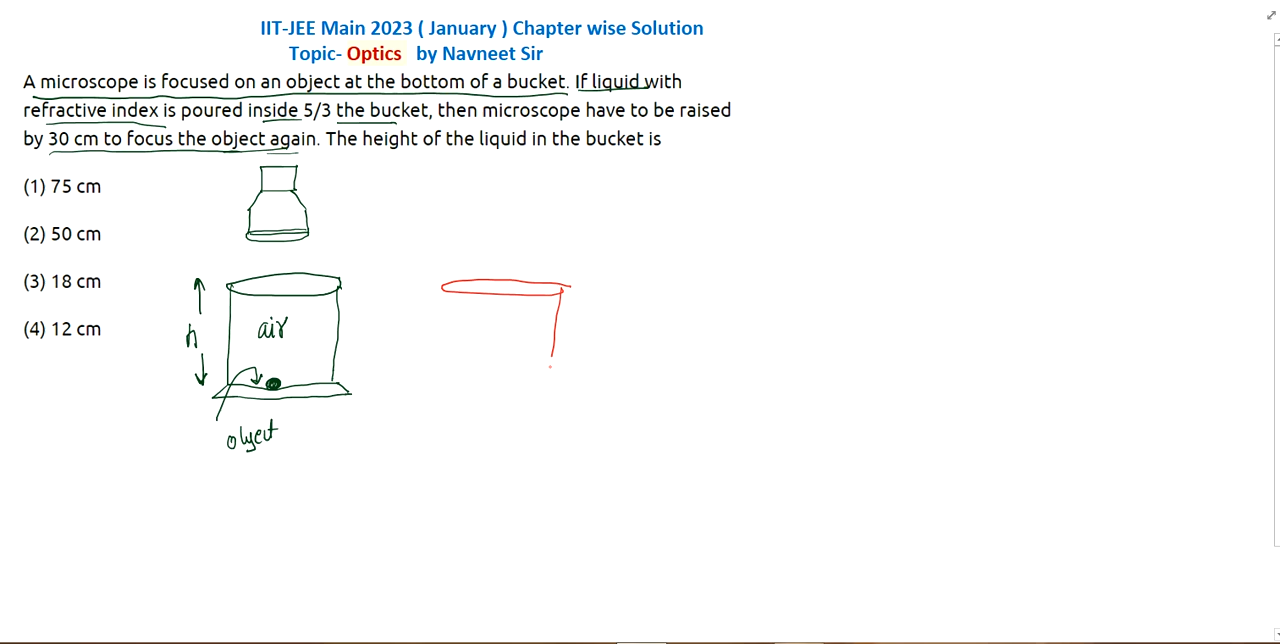 IIT-JEE Main 2023 ( January ) Chapter wise Solution
Topic- Optics by Navneet Sir
A microscope is focused on an object at the bottom of a bucket. If liquid with
refractive index is poured inside 5/3 the bucket, then microscope have to be raised
by 30 cm to focus the object again. The height of the liquid in the bucket is
(1) 75 cm
(2) 50 cm
(3) 18 cm
(4) 12 cm
air
h
object